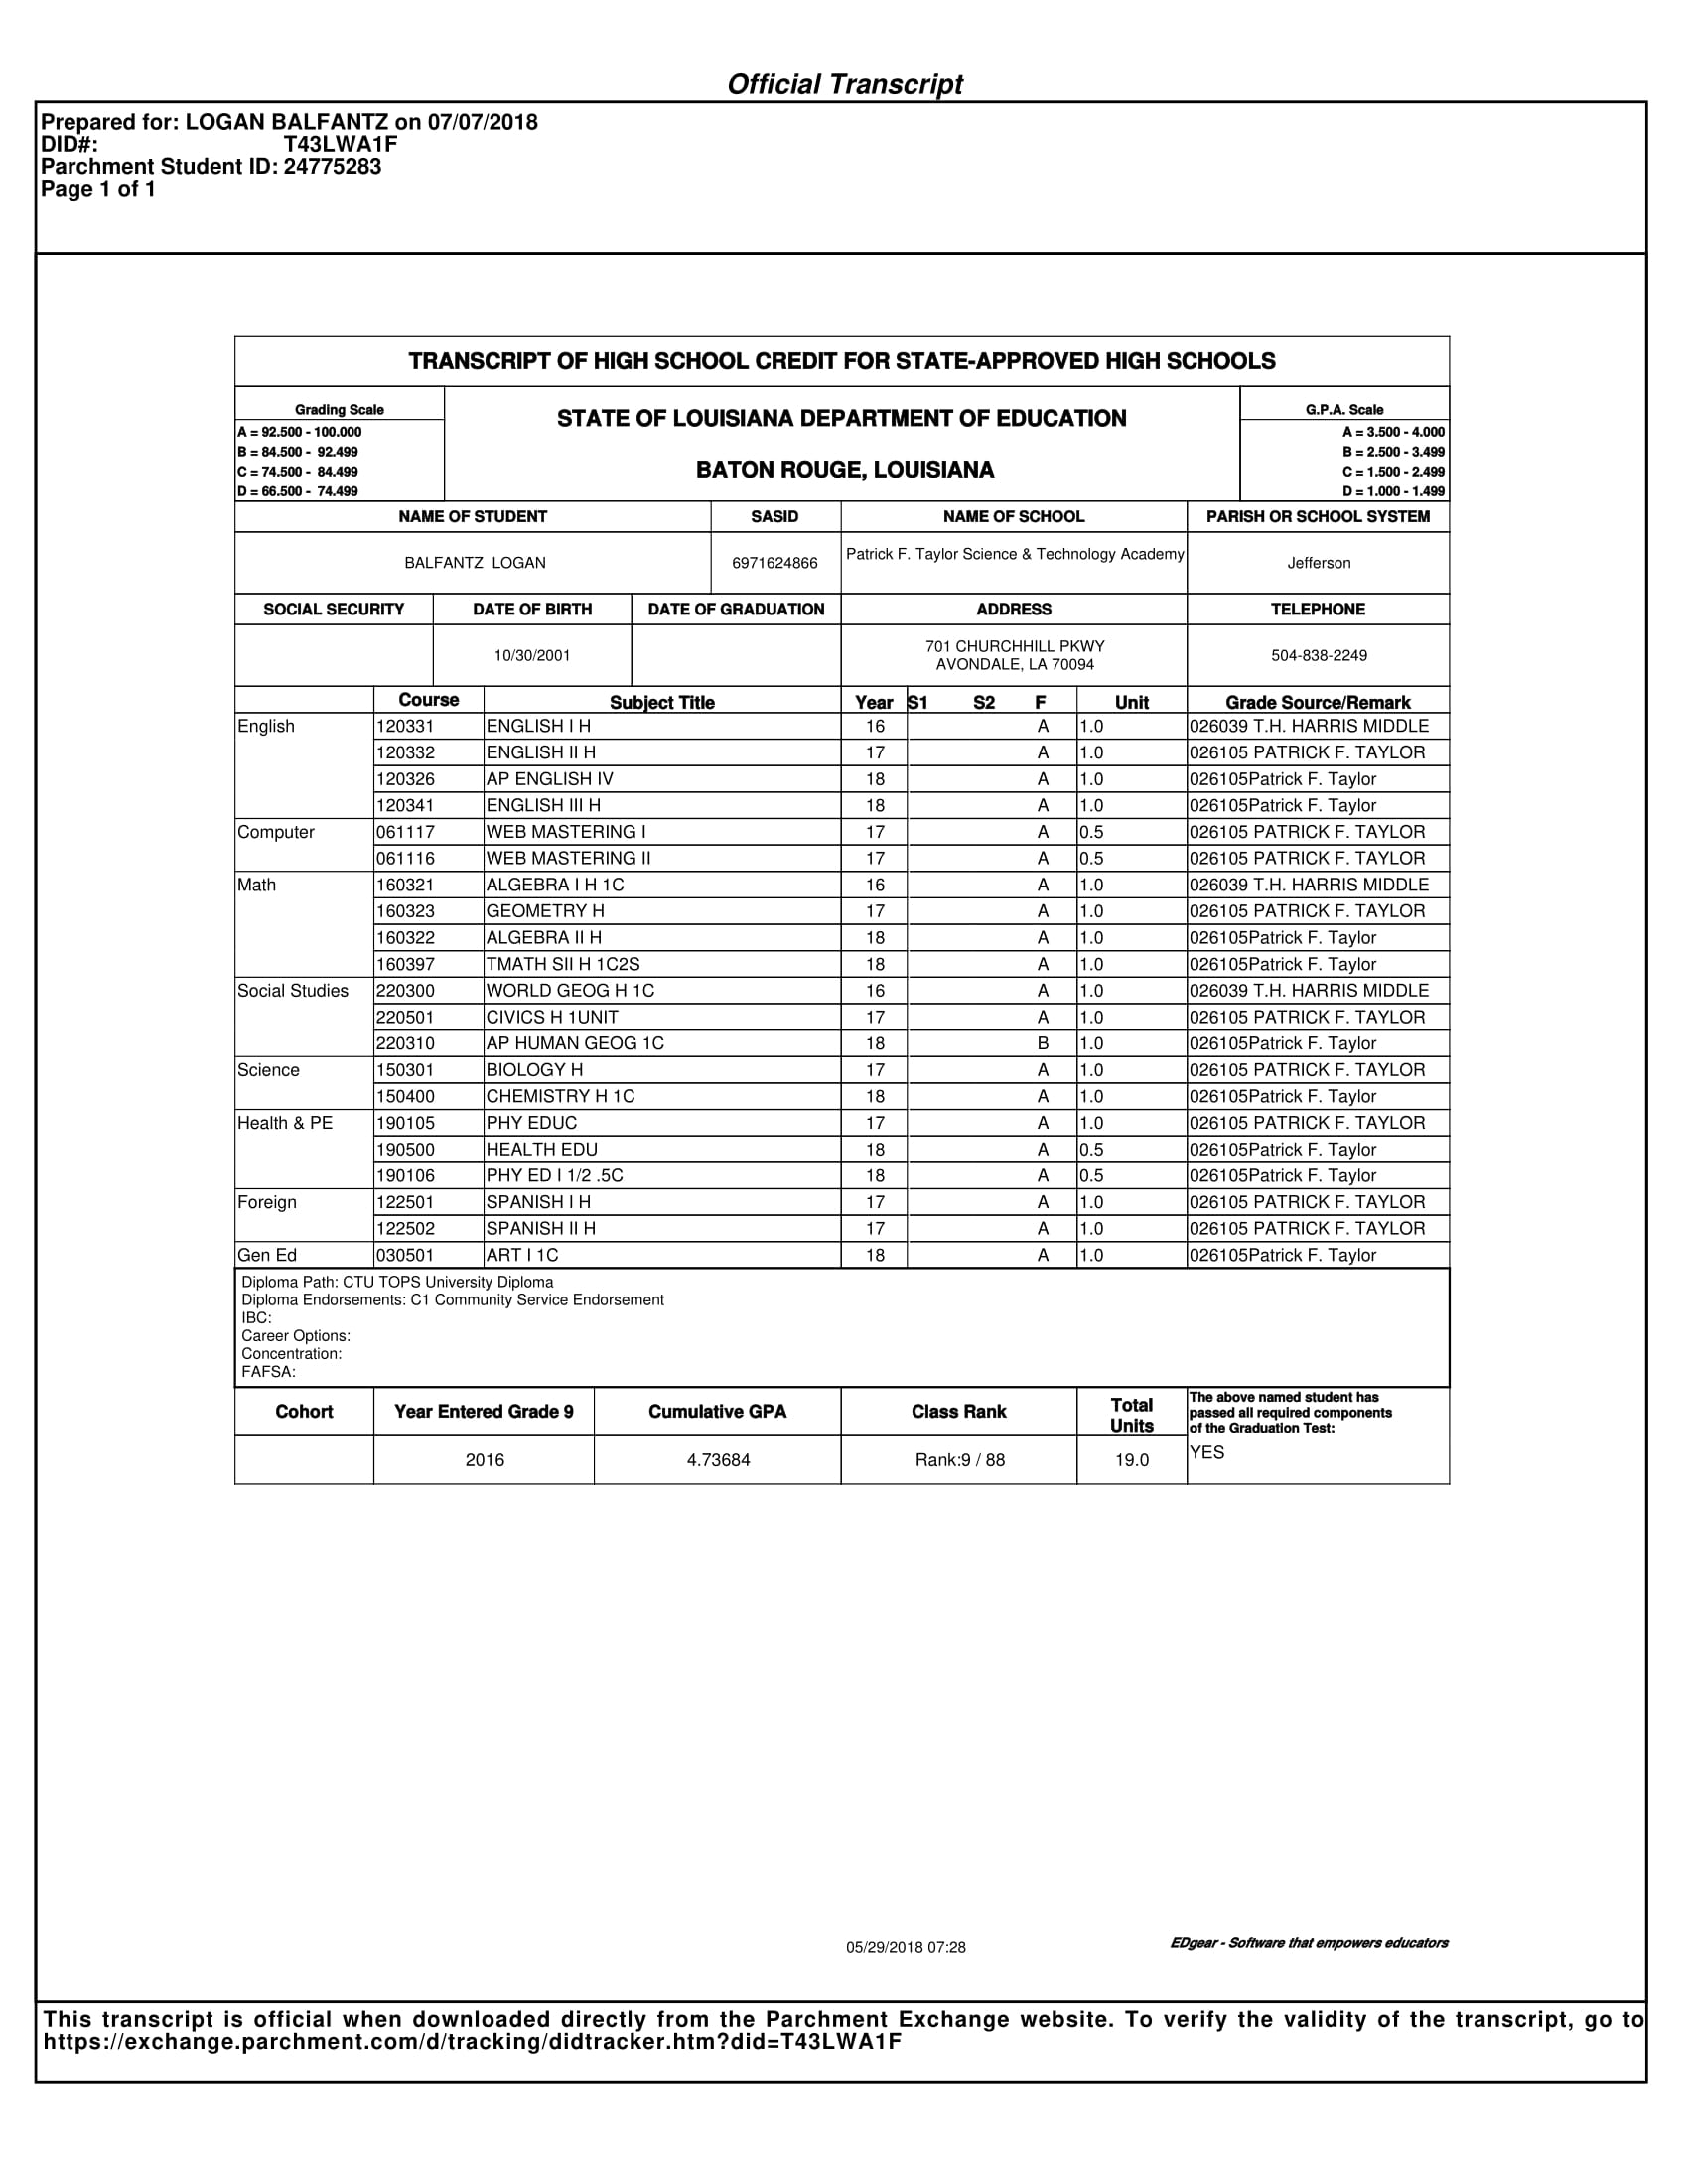 Official Transcript
Prepared for: LOGAN BALFANTZ on 07/07/2018
DID#: T43LWA1F
Parchment Student ID: 24775283
Page 1 of 1
TRANSCRIPT OF HIGH SCHOOL CREDIT FOR STATE-APPROVED HIGH SCHOOLS
Grading Scale
A = 92.500 - 100.000
B = 84.500 - 92.499
C = 74.500 - 84.499
D = 66.500 - 74.499
STATE OF LOUISIANA DEPARTMENT OF EDUCATION
BATON ROUGE, LOUISIANA
G.P.A. Scale
A = 3.500 - 4.000
B = 2.500 - 3.499
C = 1.500 - 2.499
D = 1.000 - 1.499
NAME OF STUDENT SASID NAME OF SCHOOL PARISH OR SCHOOL SYSTEM
BALFANTZ LOGAN 6971624866 Patrick F. Taylor Science & Technology Academy Jefferson
SOCIAL SECURITY DATE OF BIRTH DATE OF GRADUATION ADDRESS TELEPHONE
10/30/2001 701 CHURCHHILL PKWY 504-838-2249
AVONDALE, LA 70094
Course Subject Title Year S1 S2 F Unit Grade Source/Remark
English 120331 ENGLISH I H 16 A 1.0 026039 T.H. HARRIS MIDDLE
120332 ENGLISH II H 17 A 1.0 026105 PATRICK F. TAYLOR
120326 AP ENGLISH IV 18 A 1.0 026105Patrick F. Taylor
120341 ENGLISH III H 18 A 1.0 026105Patrick F. Taylor
Computer 061117 WEB MASTERING I 17 A 0.5 026105 PATRICK F. TAYLOR
061116 WEB MASTERING II 17 A 0.5 026105 PATRICK F. TAYLOR
Math 160321 ALGEBRA I H 1C 16 A 1.0 026039 T.H. HARRIS MIDDLE
160323 GEOMETRY H 17 A 1.0 026105 PATRICK F. TAYLOR
160322 ALGEBRA II H 18 A 1.0 026105Patrick F. Taylor
160397 TMATH SII H 1C2S 18 A 1.0 026105Patrick F. Taylor
Social Studies 220300 WORLD GEOG H 1C 16 A 1.0 026039 T.H. HARRIS MIDDLE
220501 CIVICS H 1UNIT 17 A 1.0 026105 PATRICK F. TAYLOR
220310 AP HUMAN GEOG 1C 18 B 1.0 026105Patrick F. Taylor
Science 150301 BIOLOGY H 17 A 1.0 026105 PATRICK F. TAYLOR
150400 CHEMISTRY H 1C 18 A 1.0 026105Patrick F. Taylor
Health & PE 190105 PHY EDUC 17 A 1.0 026105 PATRICK F. TAYLOR
190500 HEALTH EDU 18 A 0.5 026105Patrick F. Taylor
190106 PHY ED I 1/2 .5C 18 A 0.5 026105Patrick F. Taylor
Foreign 122501 SPANISH I H 17 A 1.0 026105 PATRICK F. TAYLOR
122502 SPANISH II H 17 A 1.0 026105 PATRICK F. TAYLOR
Gen Ed 030501 ART I 1C 18 A 1.0 026105Patrick F. Taylor
Diploma Path: CTU TOPS University Diploma
Diploma Endorsements: C1 Community Service Endorsement
IBC:
Career Options:
Concentration:
FAFSA:
Cohort Year Entered Grade 9 Cumulative GPA Class Rank Total Units
The above named student has
passed all required components
of the Graduation Test:
2016 4.73684 Rank:9 / 88 19.0 YES
05/29/2018 07:28 EDgear - Software that empowers educators
This transcript is official when downloaded directly from the Parchment Exchange website. To verify the validity of the transcript, go to
https://exchange.parchment.com/d/tracking/didtracker.htm?did=T43LWA1F